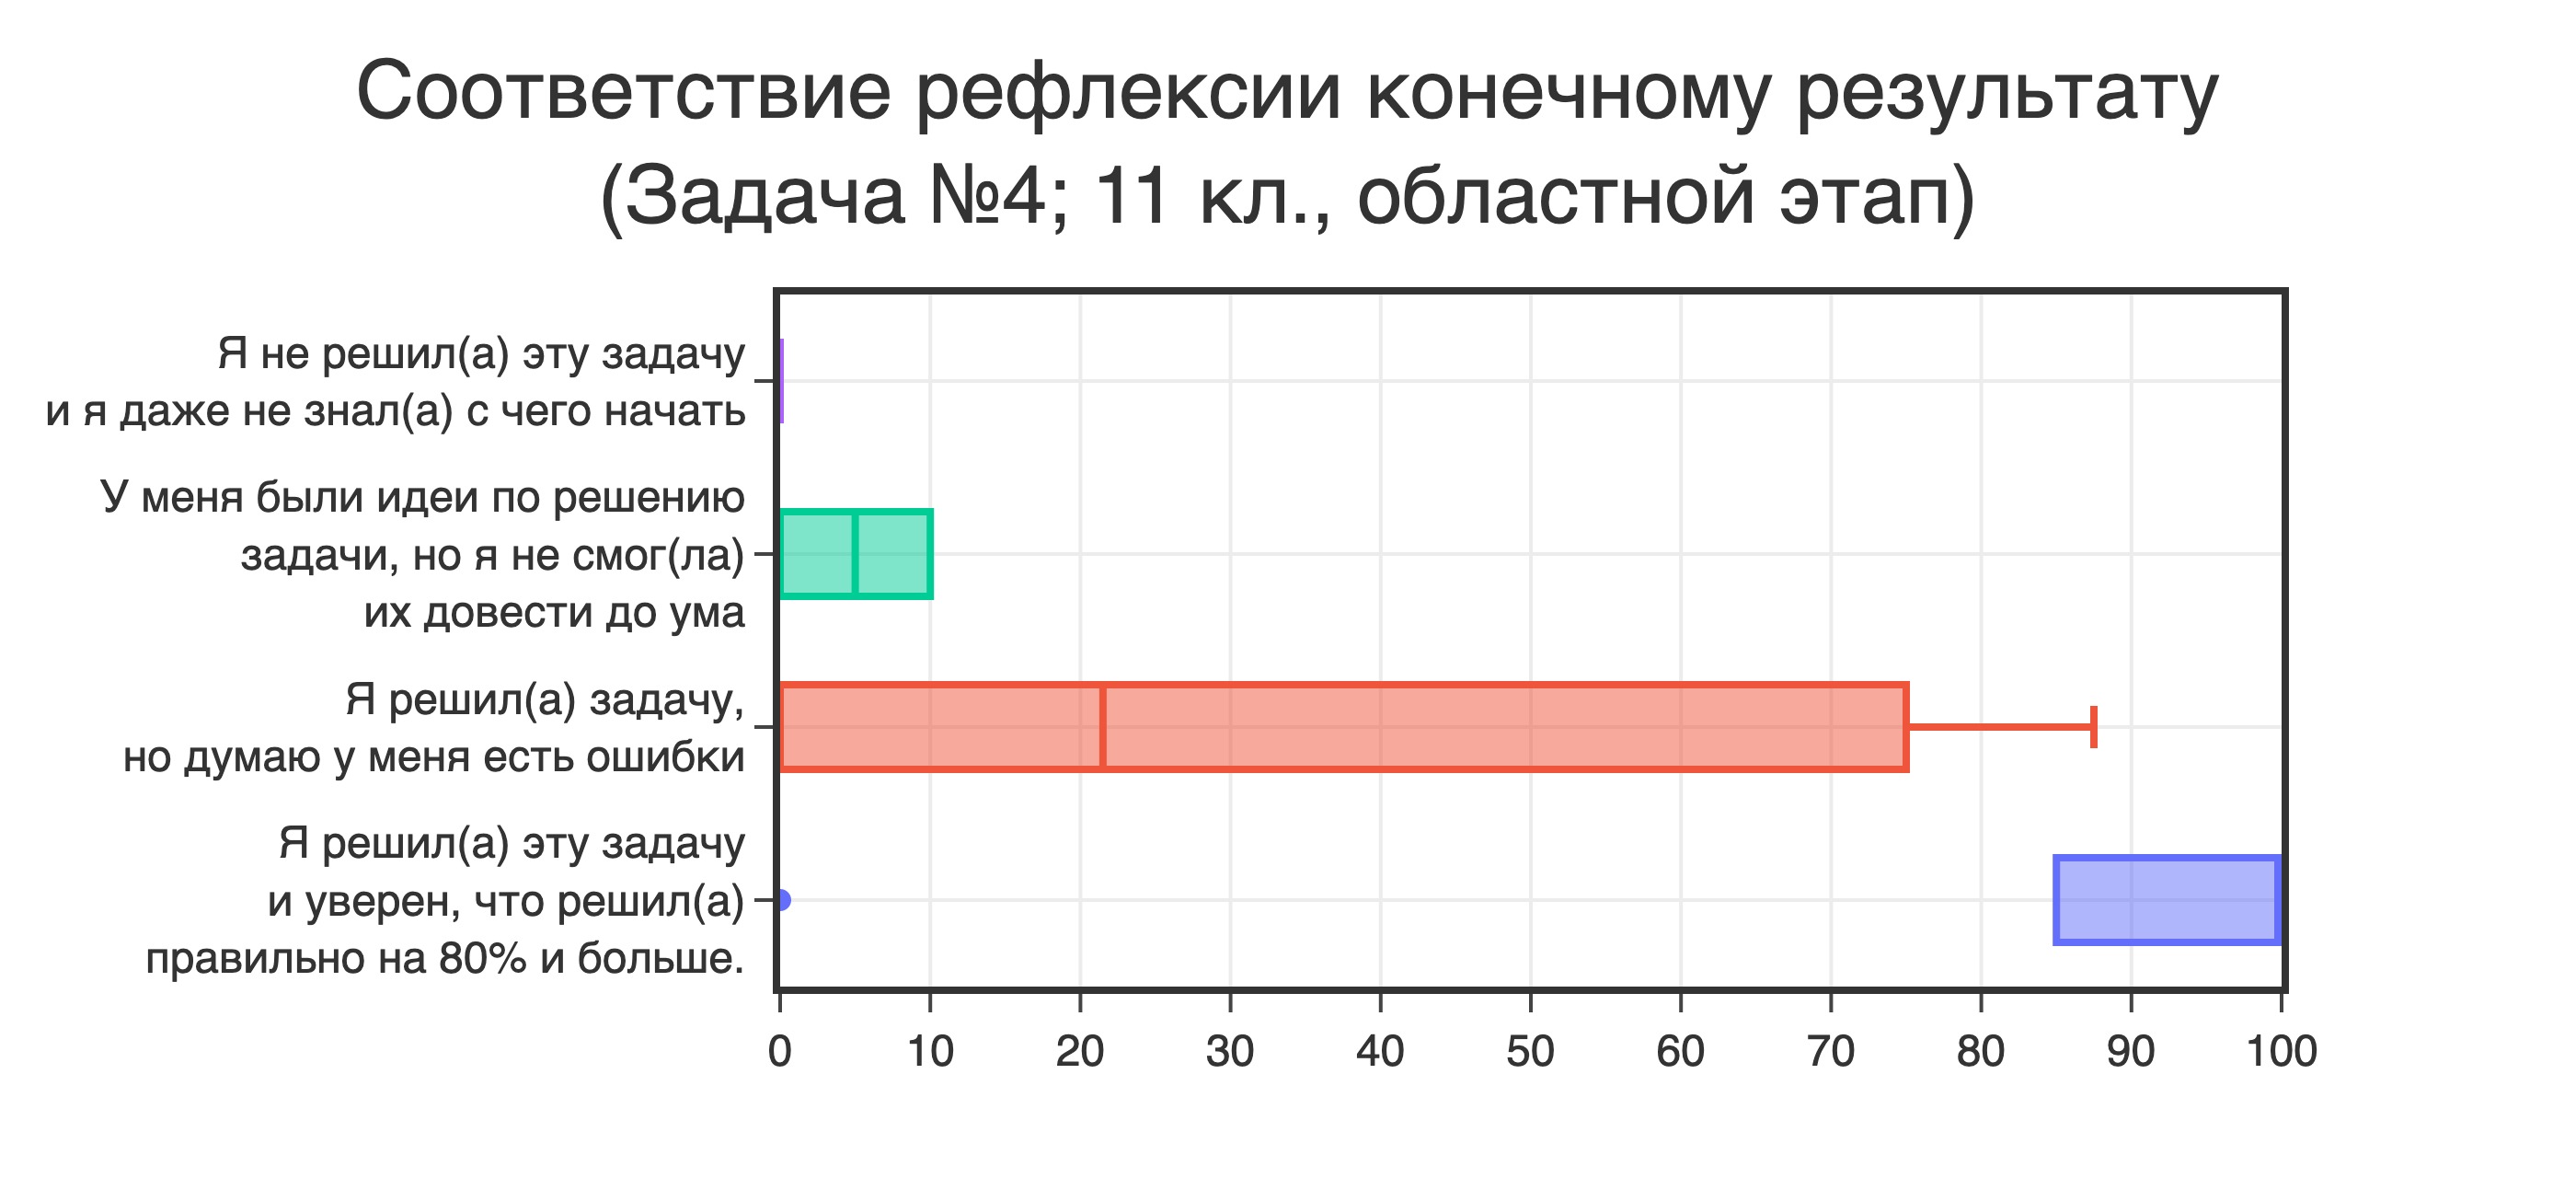 Соответствие рефлексии конечному результату
(Задача №4; 11 кл., областной этап)
Я не решил(а) эту задачу
и я даже не знал(а) с чего начать
У меня были идеи по решению
задачи, но я не смог(ла)
их довести до ума
Я решил(а) задачу,
но думаю у меня есть ошибки
Я решил(а) эту задачу
и уверен, что решил(а)
правильно на 80% и больше.
0 10 20 30 40 50 60 70 80 90 100